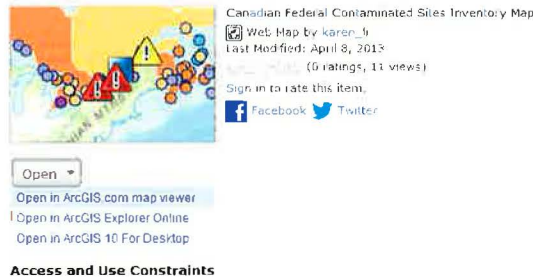 Canadian Federal Contaminated Sites Inventory Map
Web Map by
Last Modified: April 8, 2013
(0 ratings, 11 views)
Sign in to rate this item.
Facebook Twitter
Open
Open in ArcGIS.com map viewer
Open in ArcGIS Explorer Online
Open in ArcGIS 10 For Desktop
Access and Use Constraints